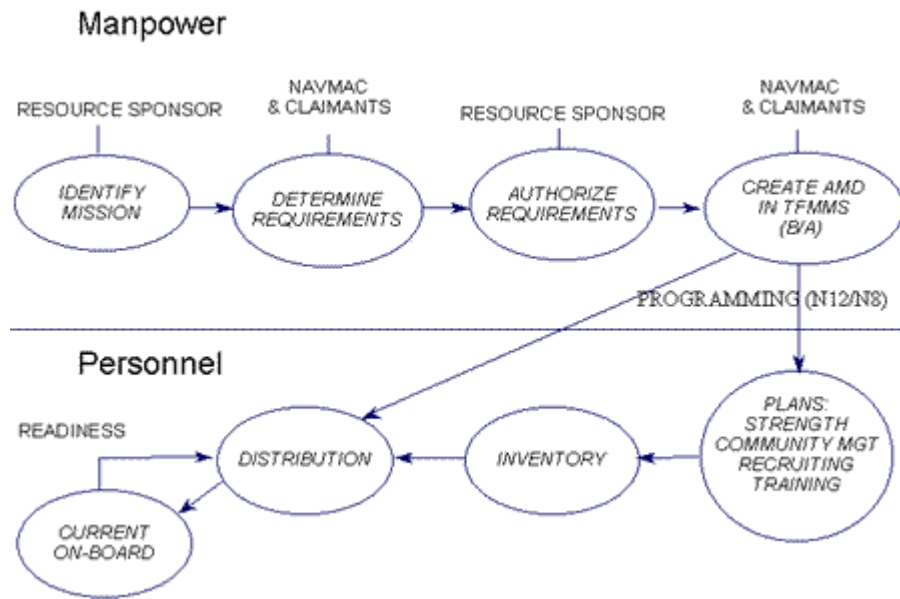 Manpower
RESOURCE SPONSOR
NAVMAC
& CLAIMANTS
RESOURCE SPONSOR
NAVMAC
& CLAIMANTS
IDENTIFY
MISSION
DETERMINE
REQUIREMENTS
AUTHORIZE
REQUIREMENTS
CREATE AMD
IN TFMMS
(B/A)
PROGRAMMING (N12/N8)
Personnel
READINESS
CURRENT
ON-BOARD
DISTRIBUTION
INVENTORY
PLANS:
STRENGTH
COMMUNITY MGT
RECRUITING
TRAINING